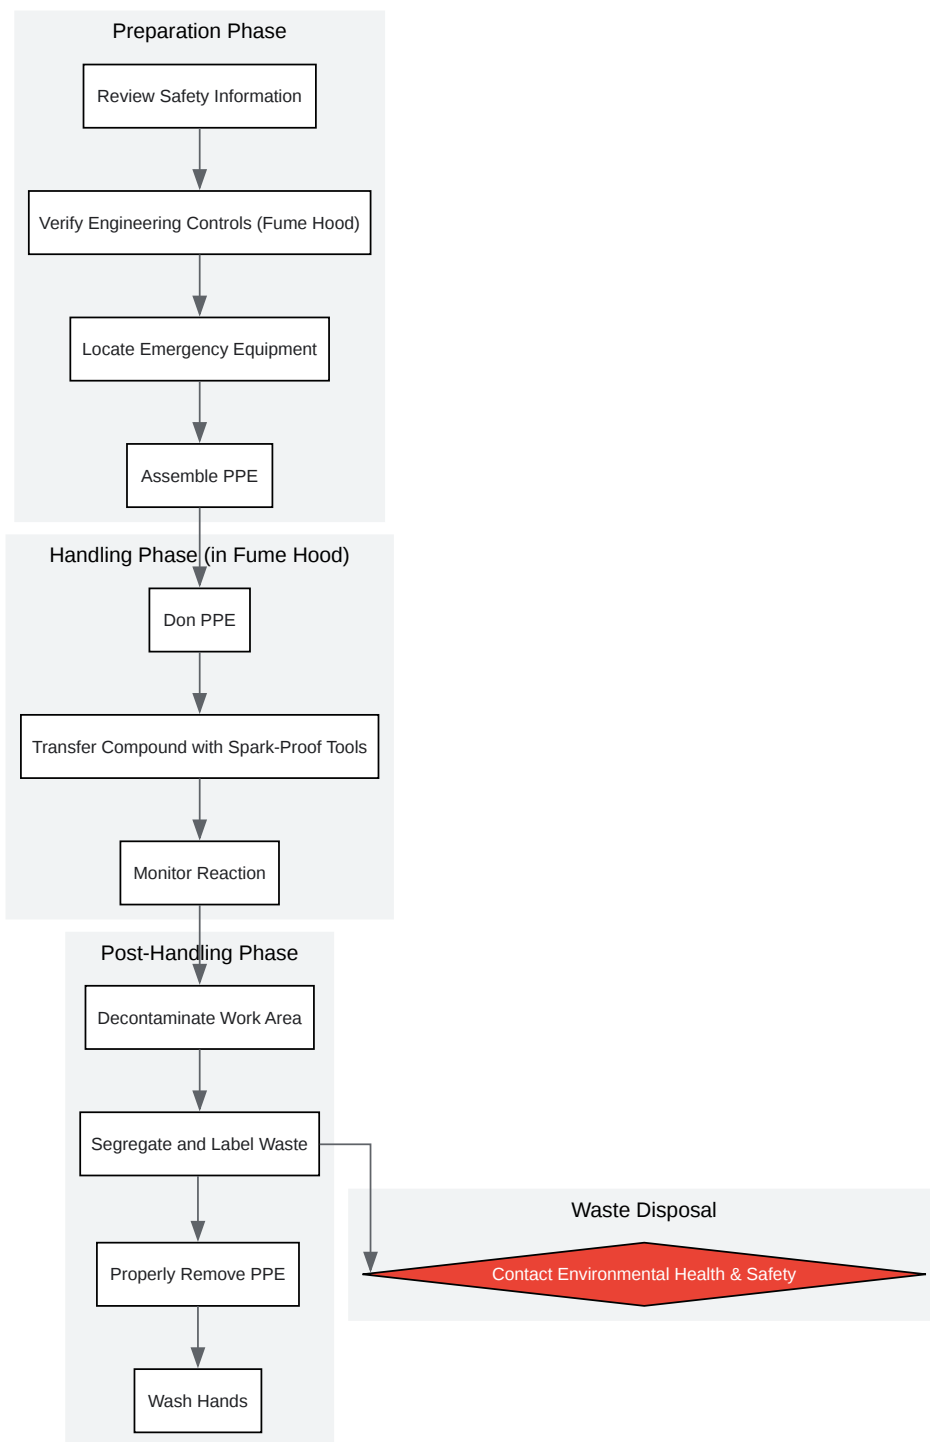 Preparation Phase
Review Safety Information
Verify Engineering Controls (Fume Hood)
Locate Emergency Equipment
Assemble PPE
Handling Phase (in Fume Hood)
Don PPE
Transfer Compound with Spark-Proof Tools
Monitor Reaction
Post-Handling Phase
Decontaminate Work Area
Segregate and Label Waste
Waste Disposal
Properly Remove PPE
Contact Environmental Health & Safety
Wash Hands